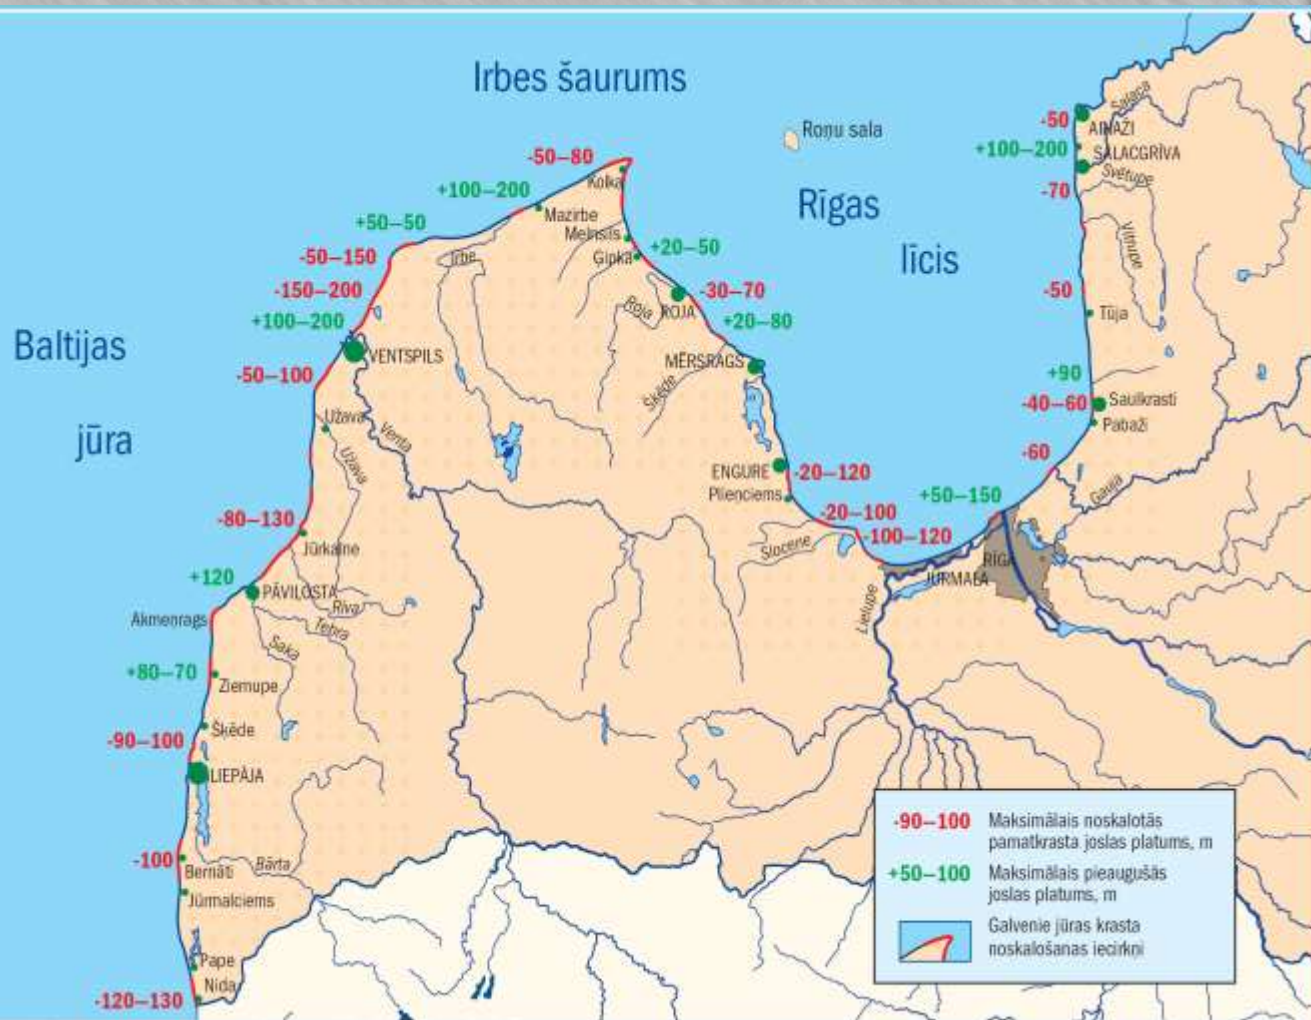 Irbes šaurums
Roņu sala
Rīgas
līcis
Baltijas
jūra
-50
AINAŽI
Salaca
+100–200
SALACGRĪVA
Svētupe
-70
Vitrupe
-50
Tūja
+90
-40–60
Saulkrasti
Pabaži
-60
Gauja
+50–150
RĪGA
JŪRMALA
Lielupe
-100–120
-20–100
Slocene
-20–120
ENGURE
Plienciems
MĒRSRAGS
+20–80
-30–70
ROJA
Roja
+20–50
Ģipka
Melnsils
Mazirbe
Kolka
-50–80
+100–200
+50–50
Irbe
-50–150
-150–200
+100–200
VENTSPILS
-50–100
Užava
Užava
Venta
-80–130
Jūrkalne
+120
PĀVILOSTA
Rīva
Tebra
Saka
Akmeņrags
+80–70
Ziemupe
Šķēde
-90–100
LIEPĀJA
-100
Bernāti
Bārta
Jūrmalciems
Pape
Nida
-120–130
-90–100
Maksimālais noskalotās
pamatkrasta joslas platums, m
+50–100
Maksimālais pieaugušās
joslas platums, m
Galvenie jūras krasta
noskalošanas iecirkņi